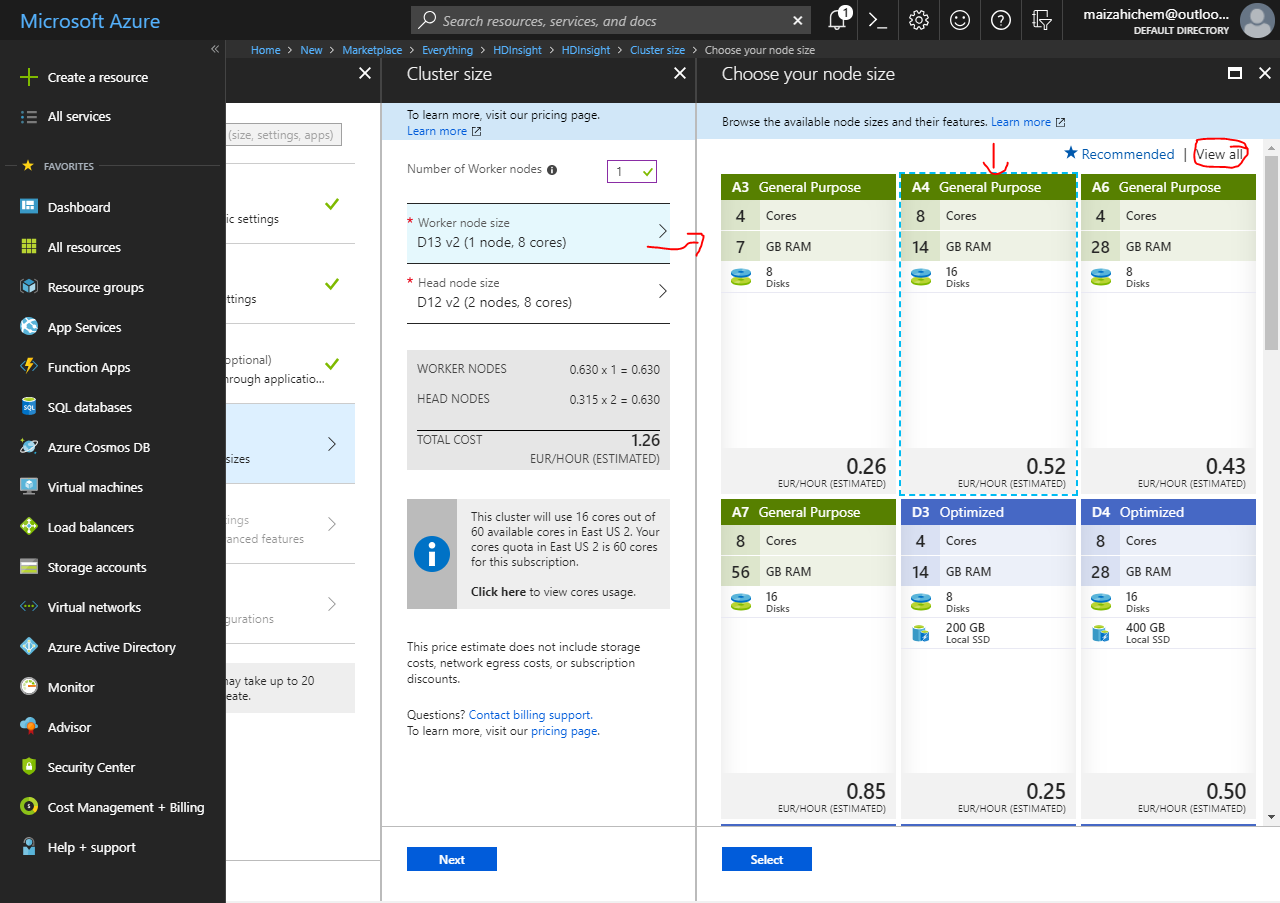 Microsoft Azure
Search resources, services, and docs
1
maizahichem@outloo...
DEFAULT DIRECTORY
Home > New > Marketplace > Everything > HDInsight > HDInsight > Cluster size > Choose your node size
Create a resource
All services
FAVORITES
Dashboard
All resources
Resource groups
App Services
Function Apps
SQL databases
Azure Cosmos DB
Virtual machines
Load balancers
Storage accounts
Virtual networks
Azure Active Directory
Monitor
Advisor
Security Center
Cost Management + Billing
Help + support
(size, settings, apps)
ic settings
ettings
optional)
hrough applicatio...
sizes
tings
anced features
gurations
may take up to 20
eate.
Cluster size
To learn more, visit our pricing page.
Learn more
Number of Worker nodes
1
* Worker node size
D13 v2 (1 node, 8 cores)
* Head node size
D12 v2 (2 nodes, 8 cores)
WORKER NODES 0.630 x 1 = 0.630
HEAD NODES 0.315 x 2 = 0.630
TOTAL COST 1.26
EUR/HOUR (ESTIMATED)
This cluster will use 16 cores out of
60 available cores in East US 2. Your
cores quota in East US 2 is 60 cores
for this subscription.
Click here to view cores usage.
This price estimate does not include storage
costs, network egress costs, or subscription
discounts.
Questions? Contact billing support.
To learn more, visit our pricing page.
Next
Choose your node size
Browse the available node sizes and their features. Learn more
Recommended | View all
A3 General Purpose
4 Cores
7 GB RAM
8
Disks
0.26
EUR/HOUR (ESTIMATED)
A4 General Purpose
8 Cores
14 GB RAM
16
Disks
0.52
EUR/HOUR (ESTIMATED)
A6 General Purpose
4 Cores
28 GB RAM
8
Disks
0.43
EUR/HOUR (ESTIMATED)
A7 General Purpose
8 Cores
56 GB RAM
16
Disks
0.85
EUR/HOUR (ESTIMATED)
D3 Optimized
4 Cores
14 GB RAM
8
Disks
200 GB
Local SSD
0.25
EUR/HOUR (ESTIMATED)
D4 Optimized
8 Cores
28 GB RAM
16
Disks
400 GB
Local SSD
0.50
EUR/HOUR (ESTIMATED)
Select